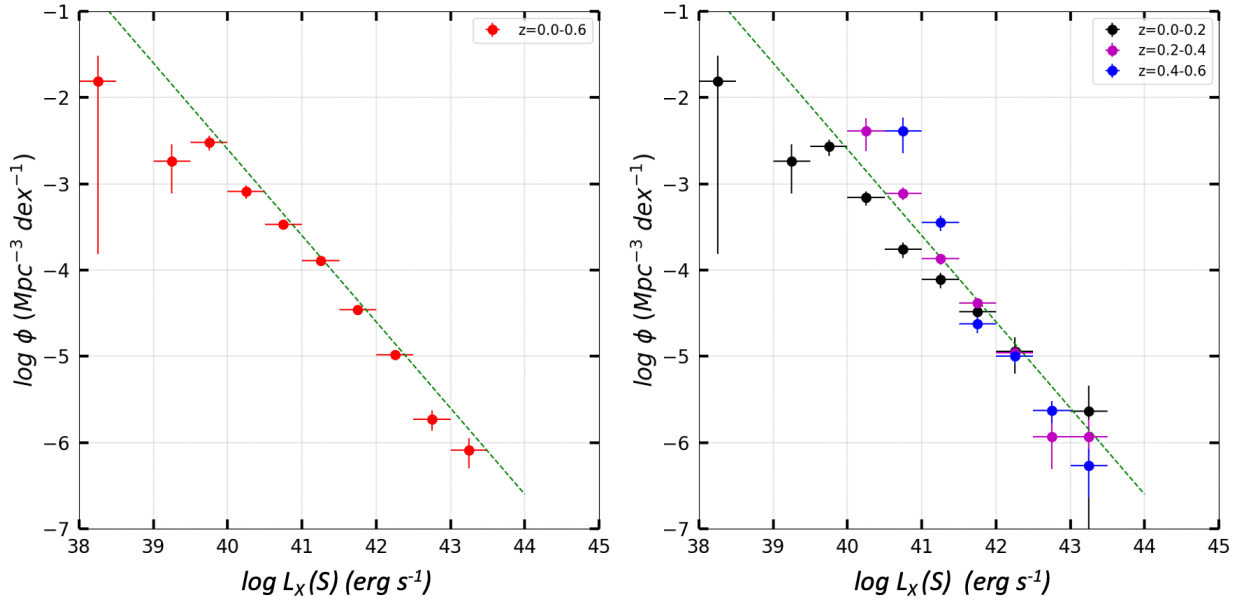 −1
−2
−3
−4
−5
−6
−7
38 39 40 41 42 43 44 45
log ϕ (Mpc⁻³ dex⁻¹)
log L_X (S) (erg s⁻¹)
z=0.0-0.6
−1
−2
−3
−4
−5
−6
−7
38 39 40 41 42 43 44 45
log ϕ (Mpc⁻³ dex⁻¹)
log L_X (S) (erg s⁻¹)
z=0.0-0.2
z=0.2-0.4
z=0.4-0.6